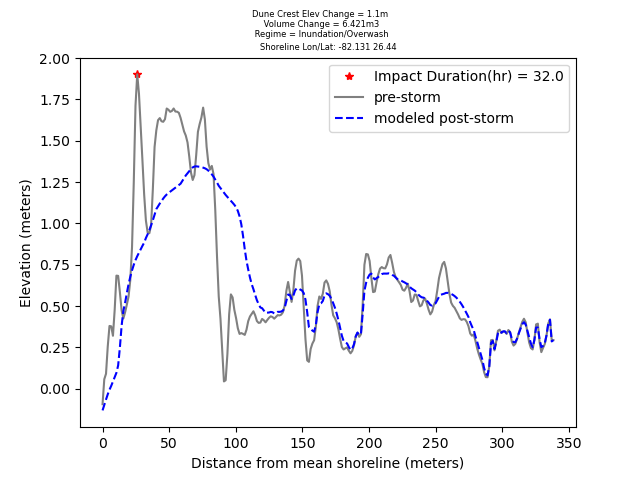 Dune Crest Elev Change = 1.1m
Volume Change = 6.421m3
Regime = Inundation/Overwash
Shoreline Lon/Lat: -82.131 26.44
Impact Duration(hr) = 32.0
pre-storm
modeled post-storm
Elevation (meters)
2.00
1.75
1.50
1.25
1.00
0.75
0.50
0.25
0.00
0 50 100 150 200 250 300 350
Distance from mean shoreline (meters)